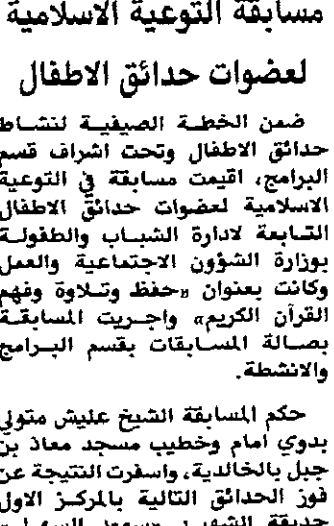 مسابقة التوعية الاسلامية
لعضوات حدائق الاطفال
ضمن الخطة الصيفية لنشاط
حدائق الاطفال وتحت اشراف قسم
البرامج، اقيمت مسابقة في التوعية
الاسلامية لعضوات حدائق الاطفال
التابعة لادارة الشباب والطفولة
بوزارة الشؤون الاجتماعية والعمل
وكانت بعنوان «حفظ وتلاوة وفهم
القرآن الكريم» واجريت المسابقة
بصالة المسابقات بقسم البرامج
والانشطة.
حكم المسابقة الشيخ عليش متولي
بدوي امام وخطيب مسجد معاذ بن
جبل بالخالدية، واسفرت النتيجة عن
فوز الحدائق التالية بالمركز الاول